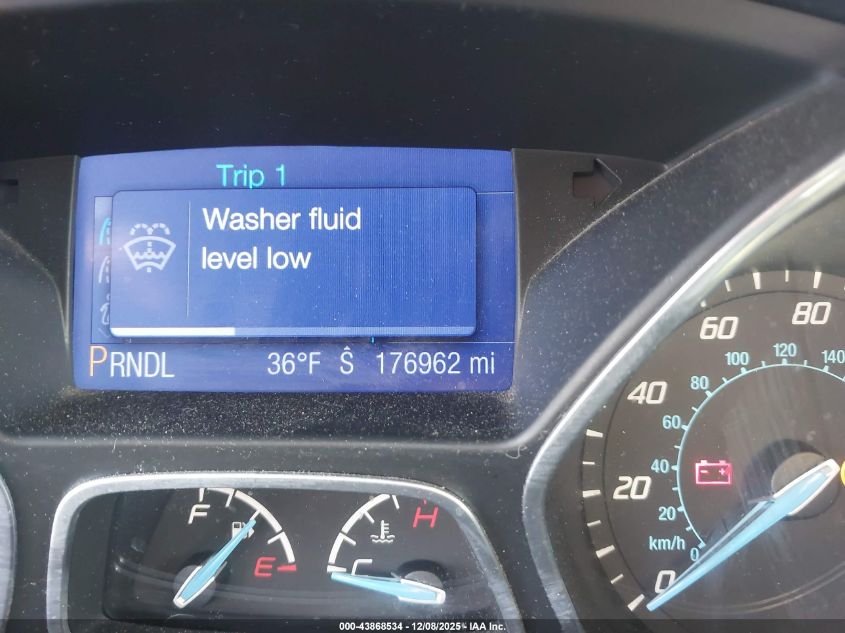 Trip 1
Washer fluid
level low
PRNDL 36°F Ŝ 176962 mi
F E
C H
0 20 40 60 80
0 20 40 60 80 100 120 140
km/h
000-43868534 - 12/08/2025 - IAA Inc.